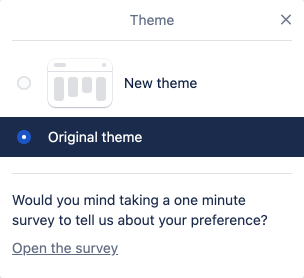 Theme
New theme
Original theme
Would you mind taking a one minute
survey to tell us about your preference?
Open the survey